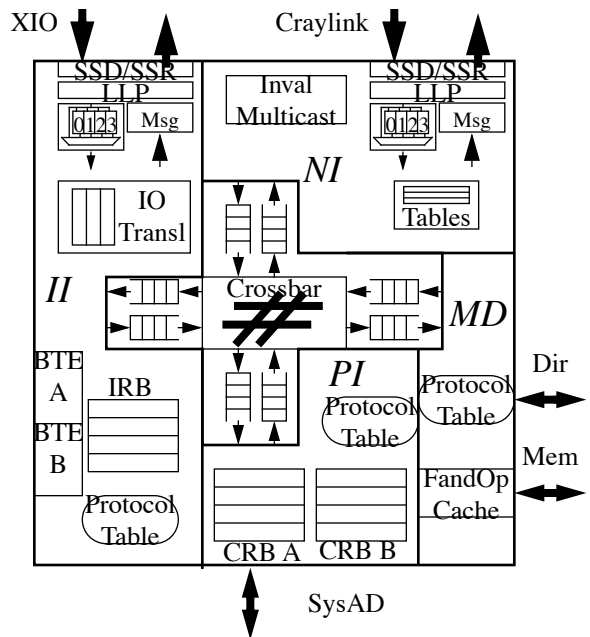 XIO
Craylink
SSD/SSR
LLP
0123
Msg
Inval
Multicast
SSD/SSR
LLP
0123
Msg
NI
IO
Transl
Tables
II
Crossbar
MD
PI
BTE
A
BTE
B
IRB
Protocol
Table
Protocol
Table
Protocol
Table
Dir
Mem
FandOp
Cache
CRB A
CRB B
SysAD